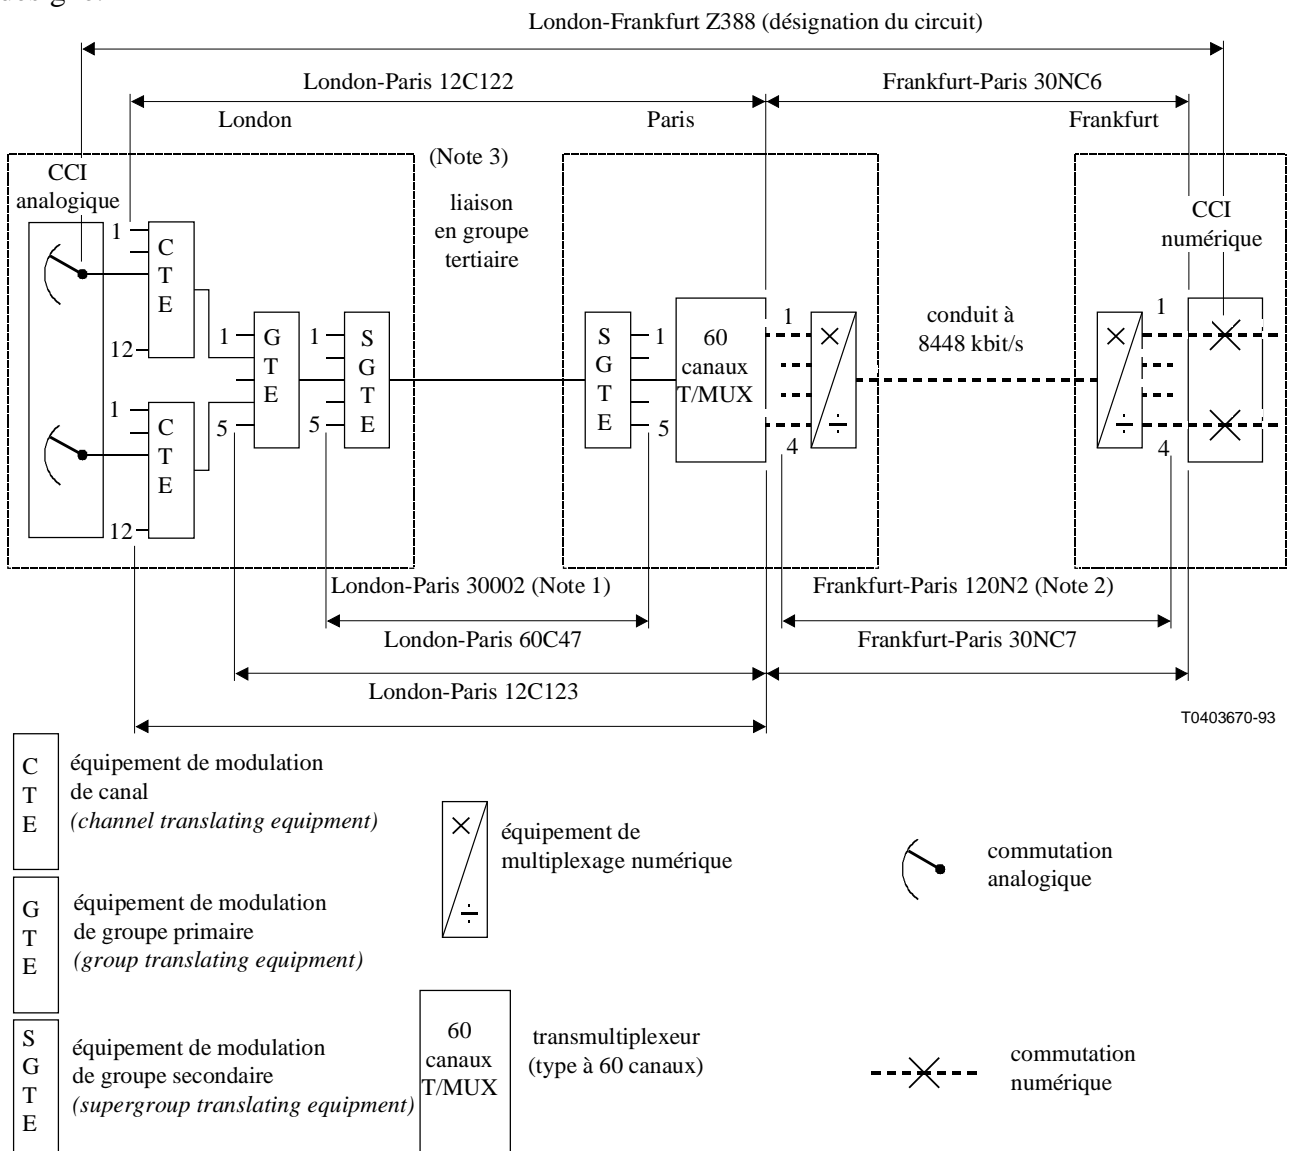 London-Frankfurt Z388 (désignation du circuit)
London-Paris 12C122
Frankfurt-Paris 30NC6
London
Paris
Frankfurt
(Note 3)
CCI
analogique
liaison
en groupe
tertiaire
CCI
numérique
1
C
T
E
12
1
C
T
E
12
1
G
T
E
5
1
S
G
T
E
5
S
G
T
E
1
5
60
canaux
T/MUX
1
×
÷
4
conduit à
8448 kbit/s
×
÷
1
4
London-Paris 30002 (Note 1)
Frankfurt-Paris 120N2 (Note 2)
London-Paris 60C47
Frankfurt-Paris 30NC7
London-Paris 12C123
T0403670-93
C
T
E
équipement de modulation
de canal
(channel translating equipment)
G
T
E
équipement de modulation
de groupe primaire
(group translating equipment)
S
G
T
E
équipement de modulation
de groupe secondaire
(supergroup translating equipment)
×
÷
équipement de
multiplexage numérique
60
canaux
T/MUX
transmultiplexeur
(type à 60 canaux)
commutation
analogique
commutation
numérique